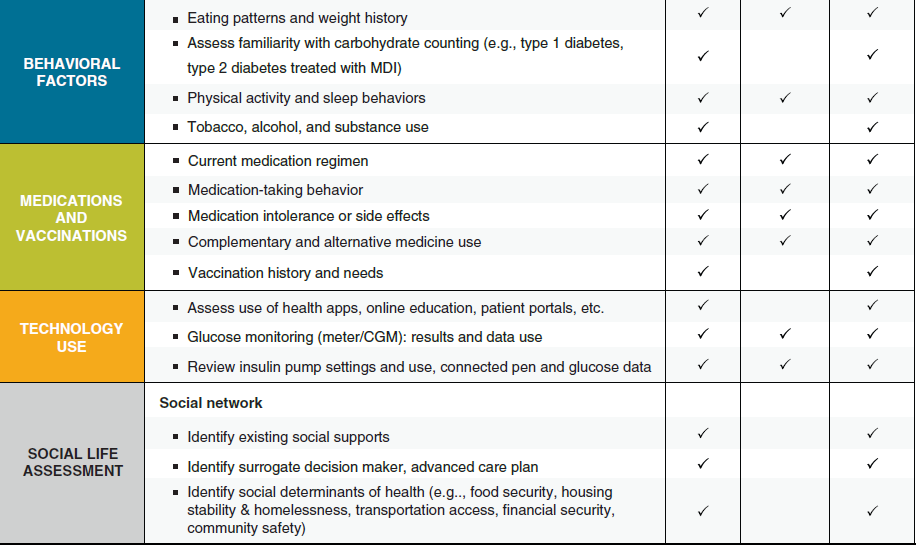 BEHAVIORAL
FACTORS
▪ Eating patterns and weight history ✓ ✓ ✓
▪ Assess familiarity with carbohydrate counting (e.g., type 1 diabetes,
type 2 diabetes treated with MDI) ✓ ✓
▪ Physical activity and sleep behaviors ✓ ✓ ✓
▪ Tobacco, alcohol, and substance use ✓ ✓
MEDICATIONS
AND
VACCINATIONS
▪ Current medication regimen ✓ ✓ ✓
▪ Medication-taking behavior ✓ ✓ ✓
▪ Medication intolerance or side effects ✓ ✓ ✓
▪ Complementary and alternative medicine use ✓ ✓ ✓
▪ Vaccination history and needs ✓ ✓
TECHNOLOGY
USE
▪ Assess use of health apps, online education, patient portals, etc. ✓ ✓
▪ Glucose monitoring (meter/CGM): results and data use ✓ ✓ ✓
▪ Review insulin pump settings and use, connected pen and glucose data ✓ ✓ ✓
SOCIAL LIFE
ASSESSMENT
Social network
▪ Identify existing social supports ✓ ✓
▪ Identify surrogate decision maker, advanced care plan ✓ ✓
▪ Identify social determinants of health (e.g.., food security, housing
stability & homelessness, transportation access, financial security,
community safety) ✓ ✓